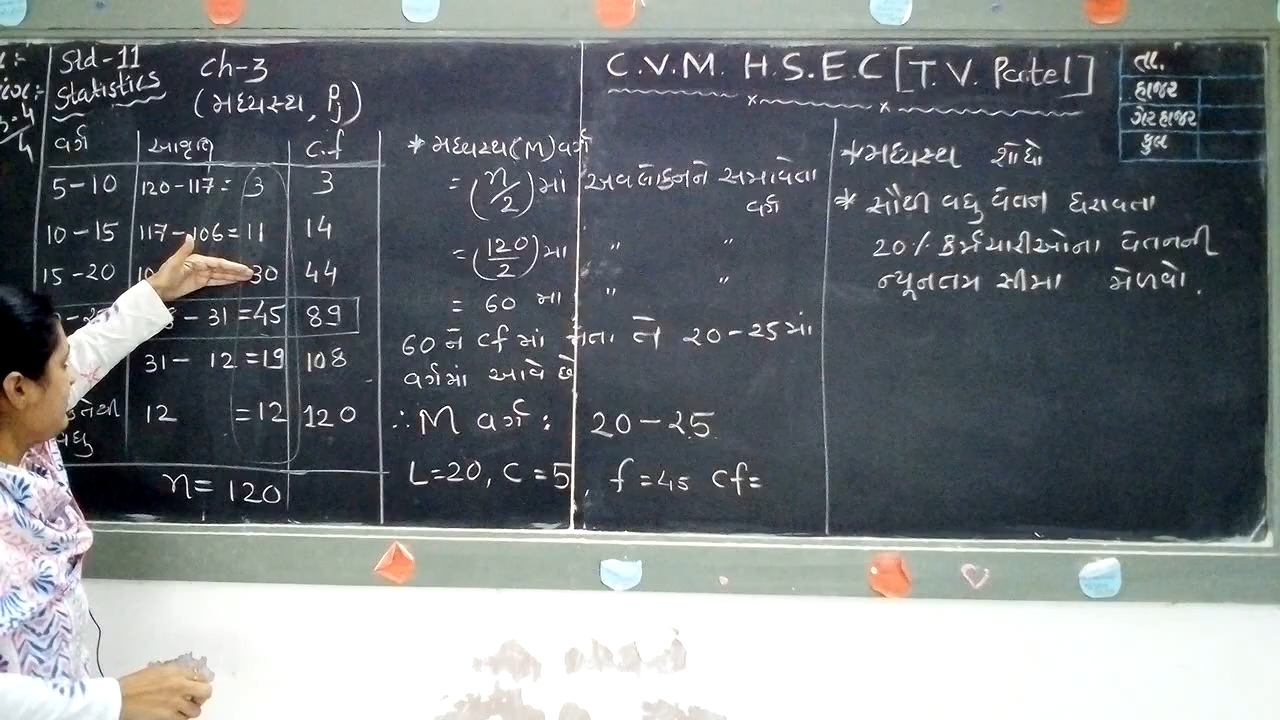 Std-11
Statistics
Ch-3
(મધ્યસ્થ, Pj)
C.V.M. H.S.E.C [T.V. Patel]
તા.
હાજર
ગેરહાજર
કુલ
વર્ગ આવૃત્તિ C.f
5-10 120-117= 3 3
10-15 117-106=11 14
15-20 30 44
- 31 =45 89
31- 12 =19 108
12 =12 120
વધુ
n= 120
* મધ્યસ્થ(M) વર્ગ
= (n/2)માં અવલોકનને સમાવતા
વર્ગ
= (120/2)મા " "
= 60 મા " "
60 ને cf માં જોતા તે 20-25માં
વર્ગમાં આવે છે
∴ M વર્ગ : 20-25
L=20, C=5, f=45 Cf=
* મધ્યસ્થ શોધો
* સૌથી વધુ વેતન ધરાવતા
20% કર્મચારીઓના વેતનની
ન્યૂનતમ સીમા મેળવો.